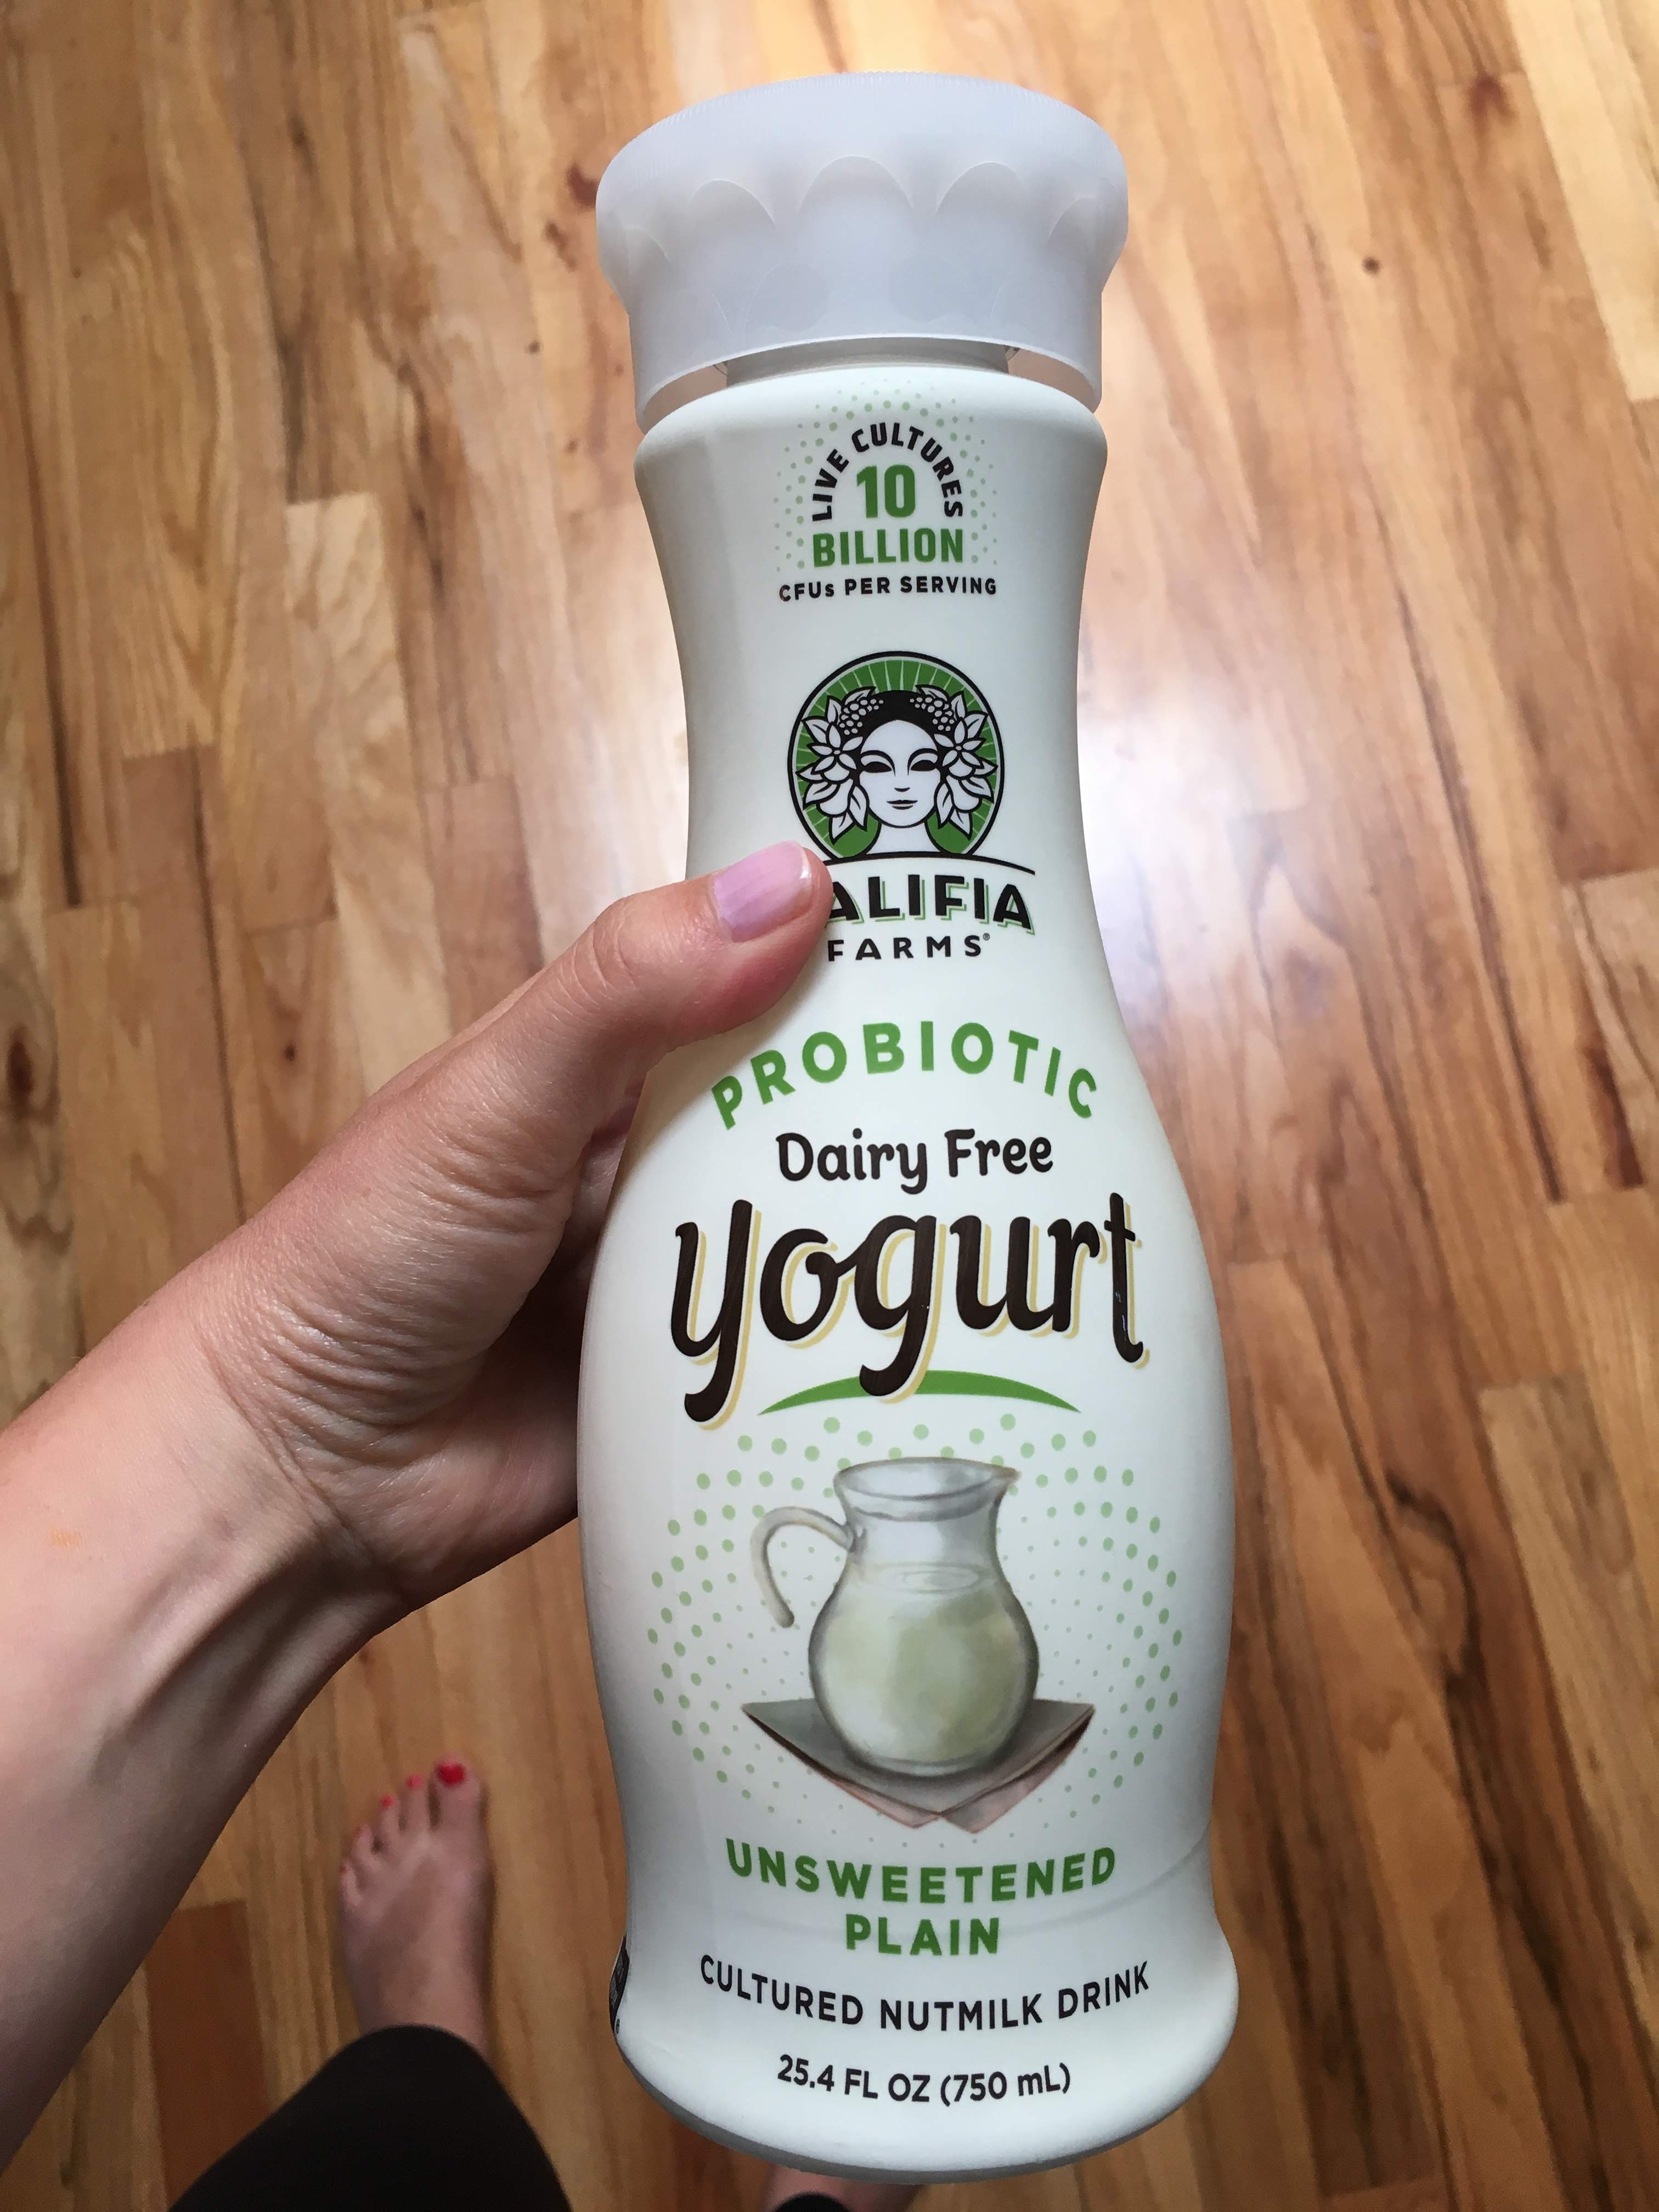 LIVE CULTURES
10
BILLION
CFUs PER SERVING
ALIFIA
FARMS®
PROBIOTIC
Dairy Free
yogurt
UNSWEETENED
PLAIN
CULTURED NUTMILK DRINK
25.4 FL OZ (750 mL)